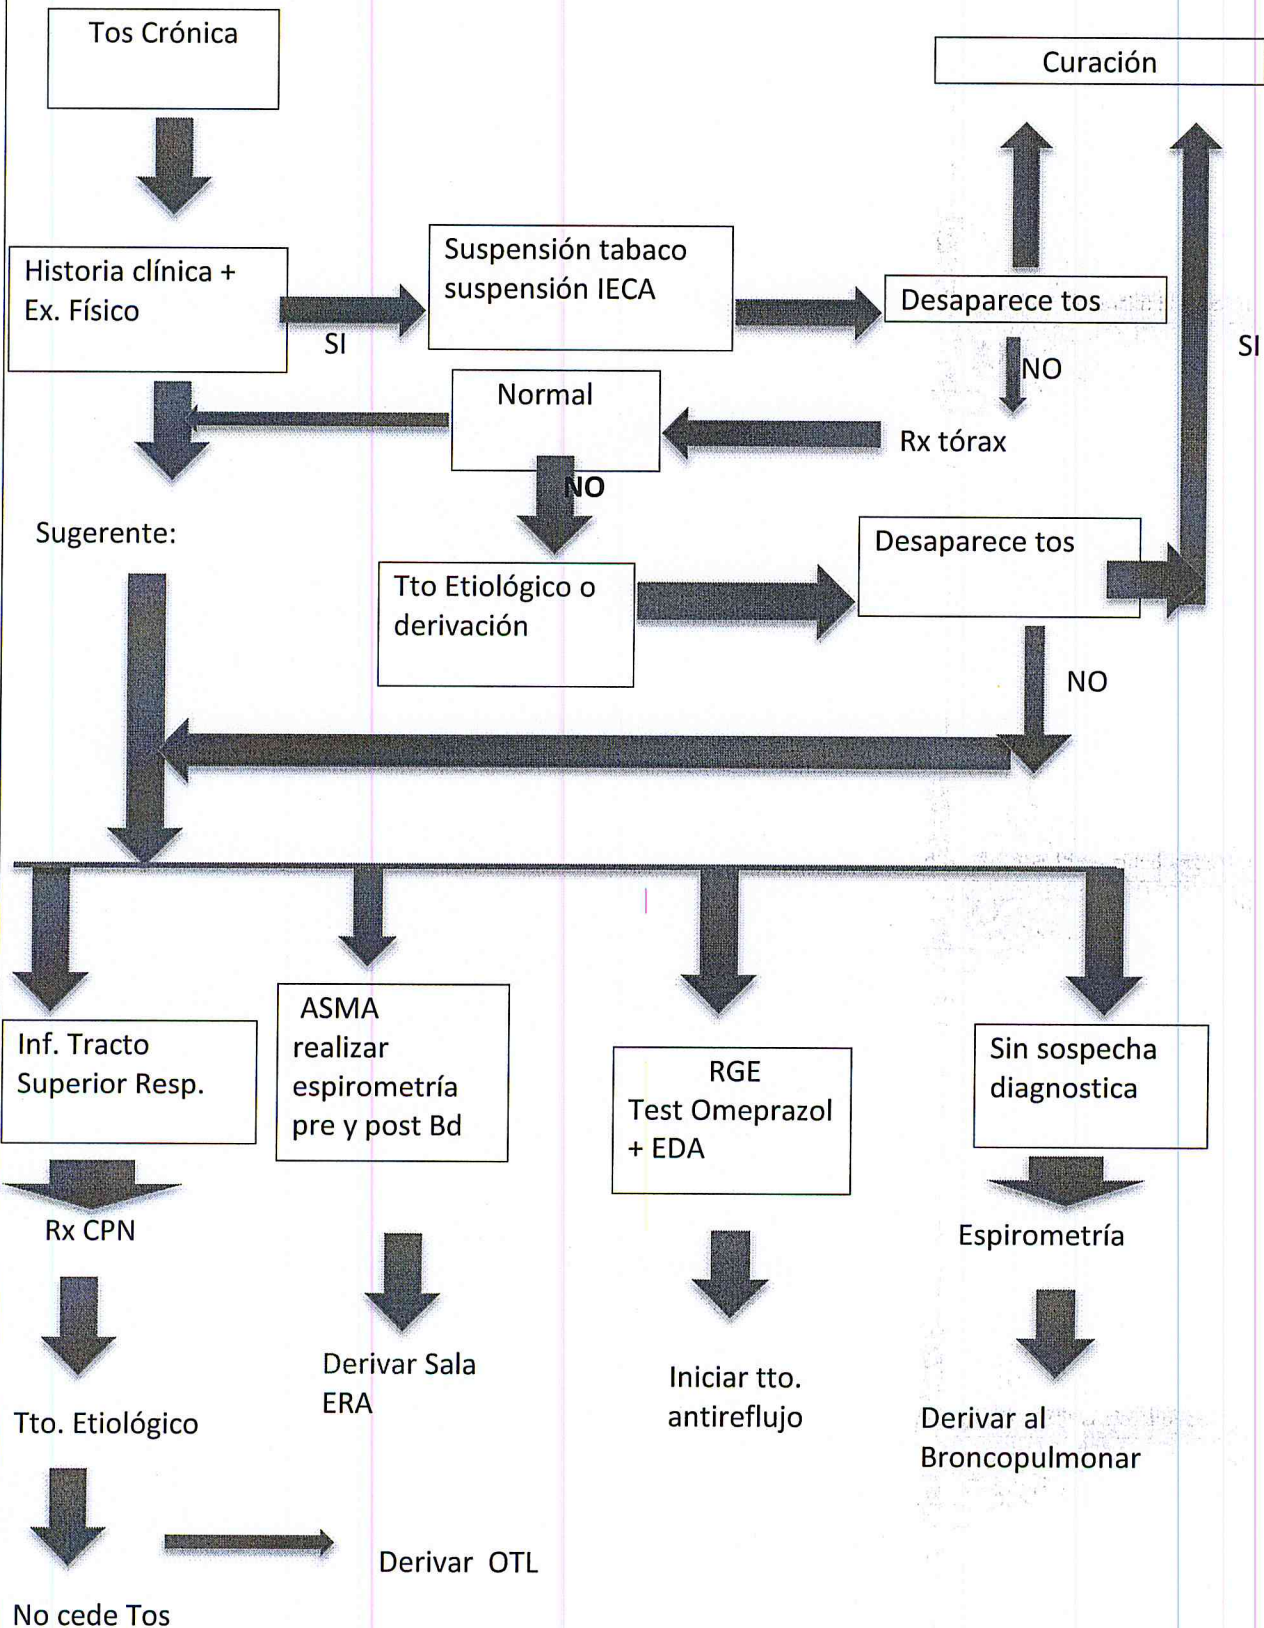 Tos Crónica
Curación
Historia clínica +
Ex. Físico
SI
Suspensión tabaco
suspensión IECA
Desaparece tos
SI
NO
Normal
Rx tórax
NO
Sugerente:
Desaparece tos
Tto Etiológico o
derivación
NO
Inf. Tracto
Superior Resp.
ASMA
realizar
espirometría
pre y post Bd
RGE
Test Omeprazol
+ EDA
Sin sospecha
diagnostica
Rx CPN
Espirometría
Derivar Sala
ERA
Iniciar tto.
antireflujo
Tto. Etiológico
Derivar al
Broncopulmonar
Derivar OTL
No cede Tos